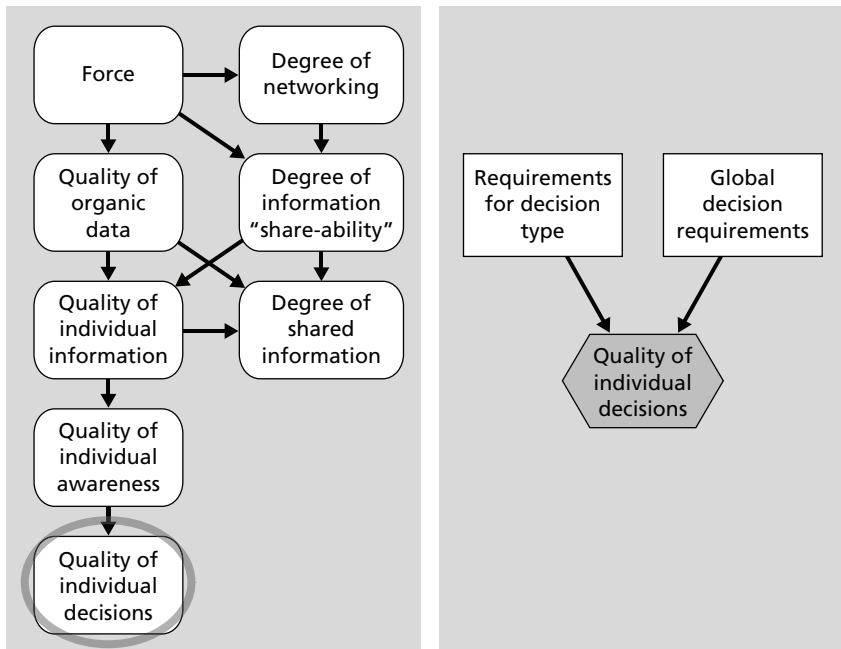 Force
Degree of
networking
Quality of
organic
data
Degree of
information
“share-ability”
Quality of
individual
information
Degree of
shared
information
Quality of
individual
awareness
Quality of
individual
decisions
Requirements
for decision
type
Global
decision
requirements
Quality of
individual
decisions